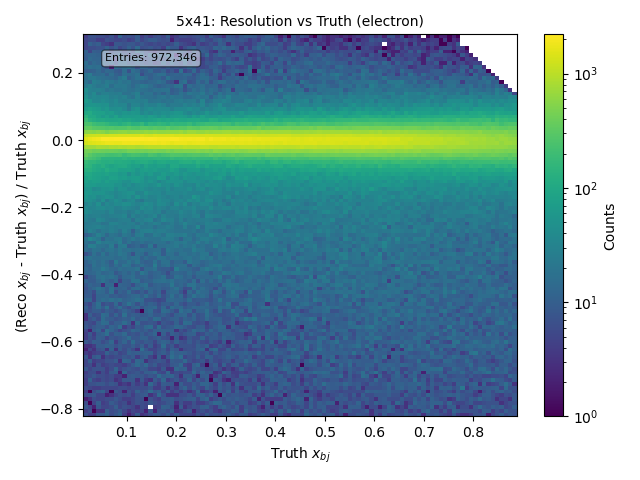 5x41: Resolution vs Truth (electron)
Entries: 972,346
(Reco x_bj - Truth x_bj) / Truth x_bj
0.2
0.0
−0.2
−0.4
−0.6
−0.8
0.1 0.2 0.3 0.4 0.5 0.6 0.7 0.8
Truth x_bj
10^3
10^2
10^1
10^0
Counts